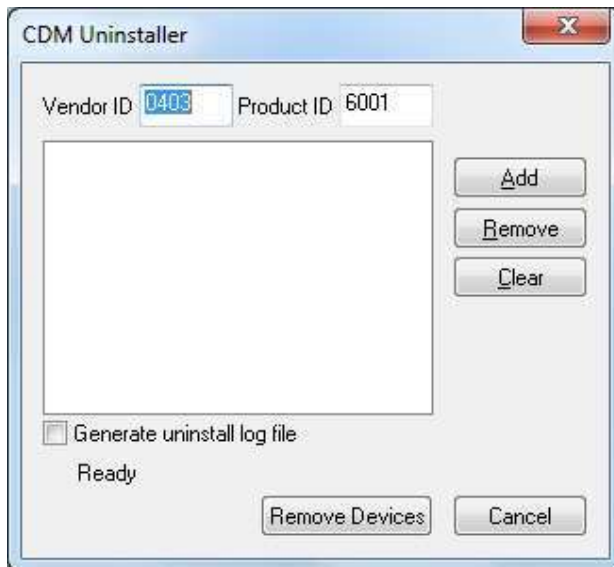 CDM Uninstaller
Vendor ID 0403 Product ID 6001
Add
Remove
Clear
Generate uninstall log file
Ready
Remove Devices Cancel